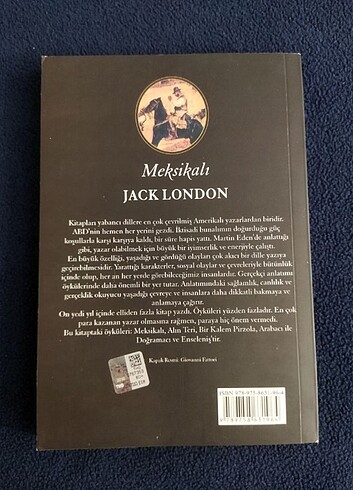 Meksikalı
JACK LONDON
Kitapları yabancı dillere en çok çevrilmiş Amerikalı yazarlardan biridir.
ABD'nin hemen her yerini gezdi. İktisadi bunalımın doğurduğu güç
koşullarla karşı karşıya kaldı, bir süre hapis yattı. Martin Eden'de anlattığı
gibi, yazar olabilmek için büyük bir iyimserlik ve enerjiyle çalıştı.
En büyük özelliği, yaşadığı ve gördüğü olayları çok akıcı bir dille yazıya
geçirebilmesidir. Yarattığı karakterler, sosyal olaylar ve çevreleriyle bütünlük
içinde olup, her an her yerde görebileceğimiz insanlardır. Gerçekçi anlatımı
öykülerinde daha önemli bir yer tutar. Anlatımındaki sağlamlık, canlılık ve
gerçeklik okuyucu yaşadığı çevreye ve insanlara daha dikkatli bakmaya ve
anlamaya çağırır.
On yedi yıl içinde elliden fazla kitap yazdı. Öyküleri yüzden fazladır. En çok
para kazanan yazar olmasına rağmen, paraya hiç önem vermedi.
Bu kitaptaki öyküleri: Meksikalı, Alın Teri, Bir Kalem Pirzola, Arabacı ile
Doğramacı ve Enseleniş'tir.
Kapak Resmi: Giovanni Fattori